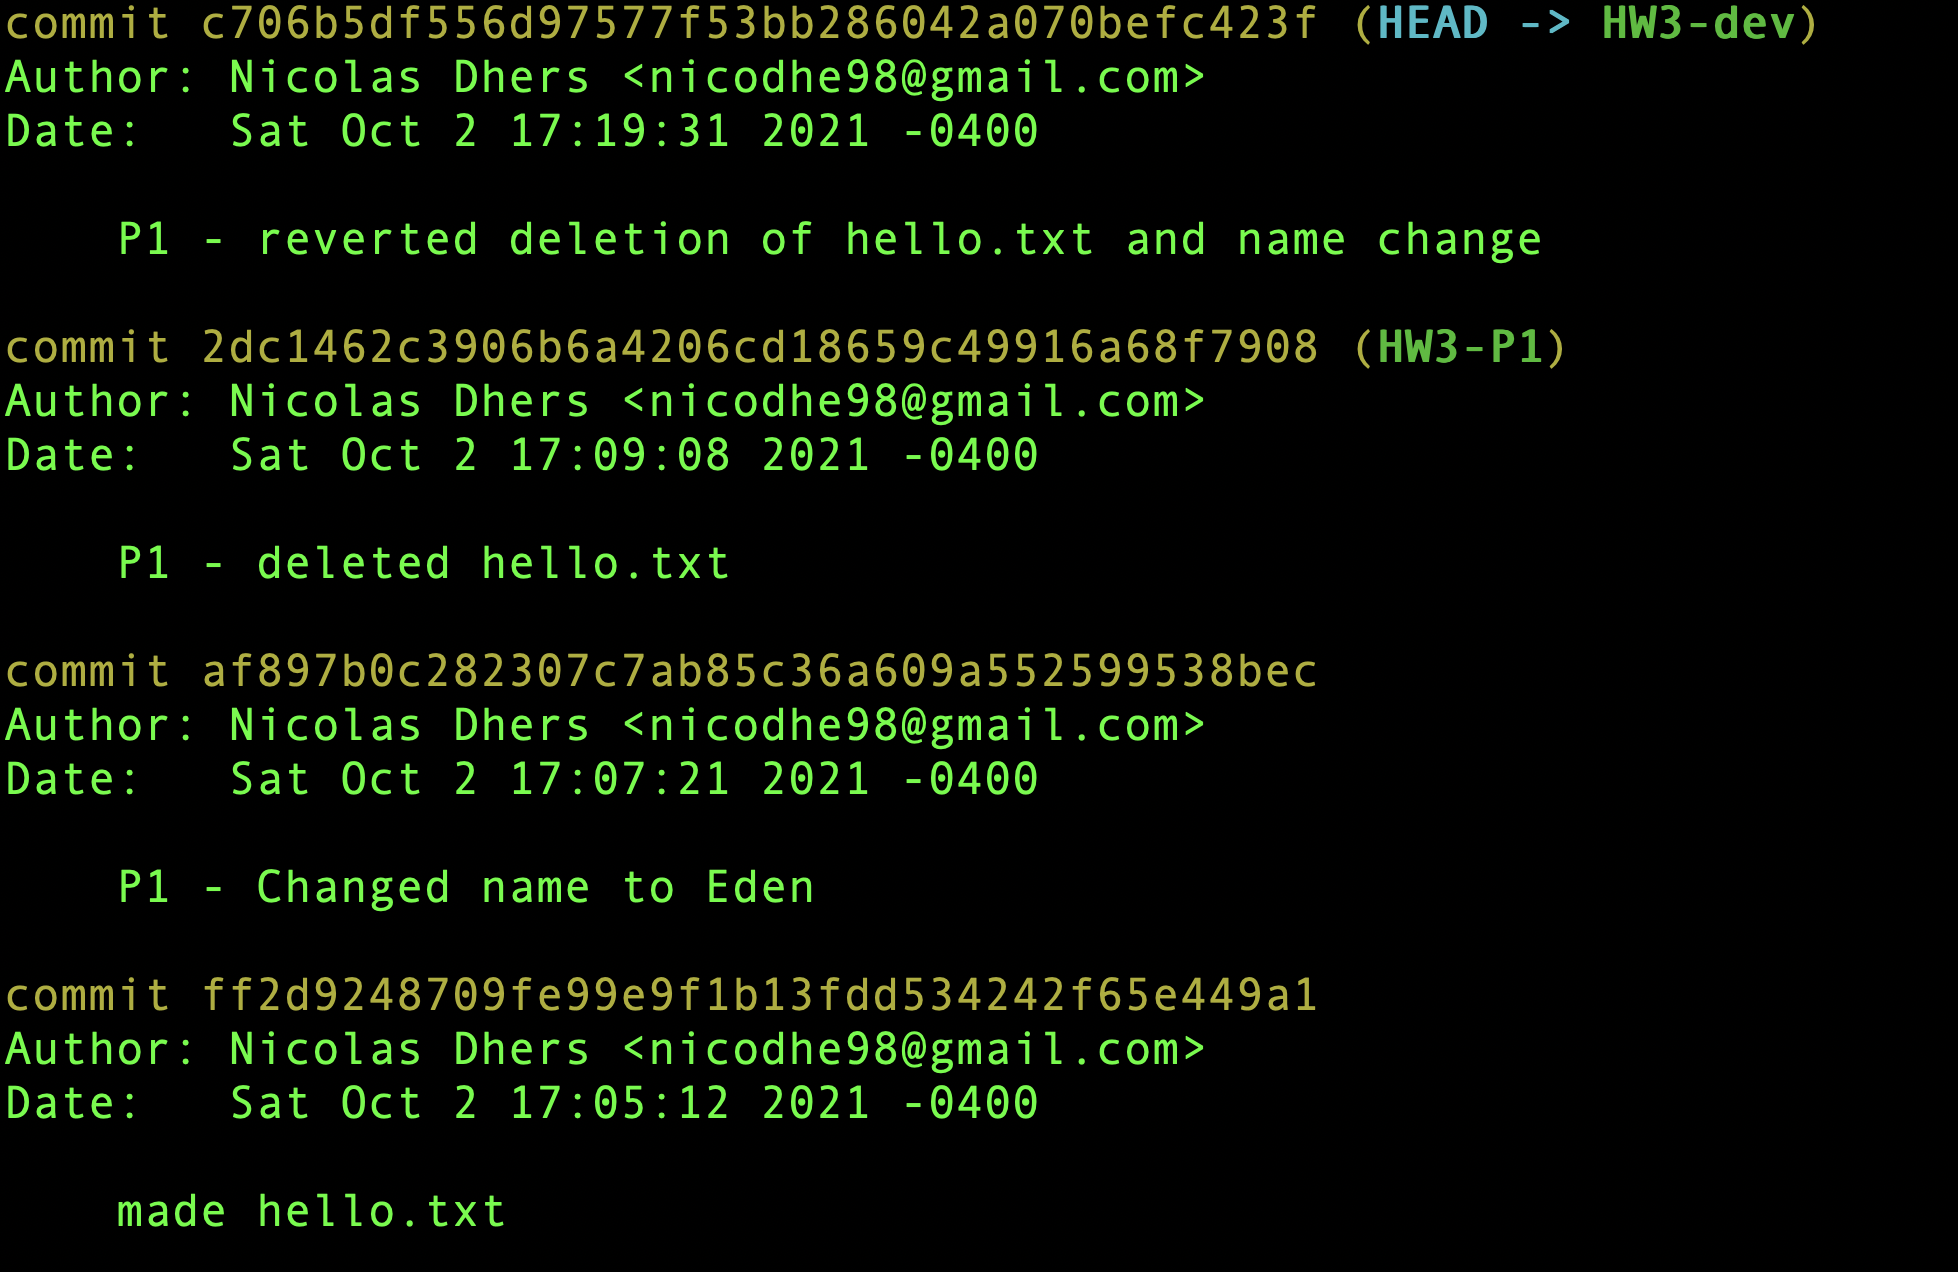 commit c706b5df556d97577f53bb286042a070befc423f (HEAD -> HW3-dev)
Author: Nicolas Dhers <nicodhe98@gmail.com>
Date:   Sat Oct 2 17:19:31 2021 -0400
P1 - reverted deletion of hello.txt and name change
commit 2dc1462c3906b6a4206cd18659c49916a68f7908 (HW3-P1)
Author: Nicolas Dhers <nicodhe98@gmail.com>
Date:   Sat Oct 2 17:09:08 2021 -0400
P1 - deleted hello.txt
commit af897b0c282307c7ab85c36a609a552599538bec
Author: Nicolas Dhers <nicodhe98@gmail.com>
Date:   Sat Oct 2 17:07:21 2021 -0400
P1 - Changed name to Eden
commit ff2d9248709fe99e9f1b13fdd534242f65e449a1
Author: Nicolas Dhers <nicodhe98@gmail.com>
Date:   Sat Oct 2 17:05:12 2021 -0400
made hello.txt